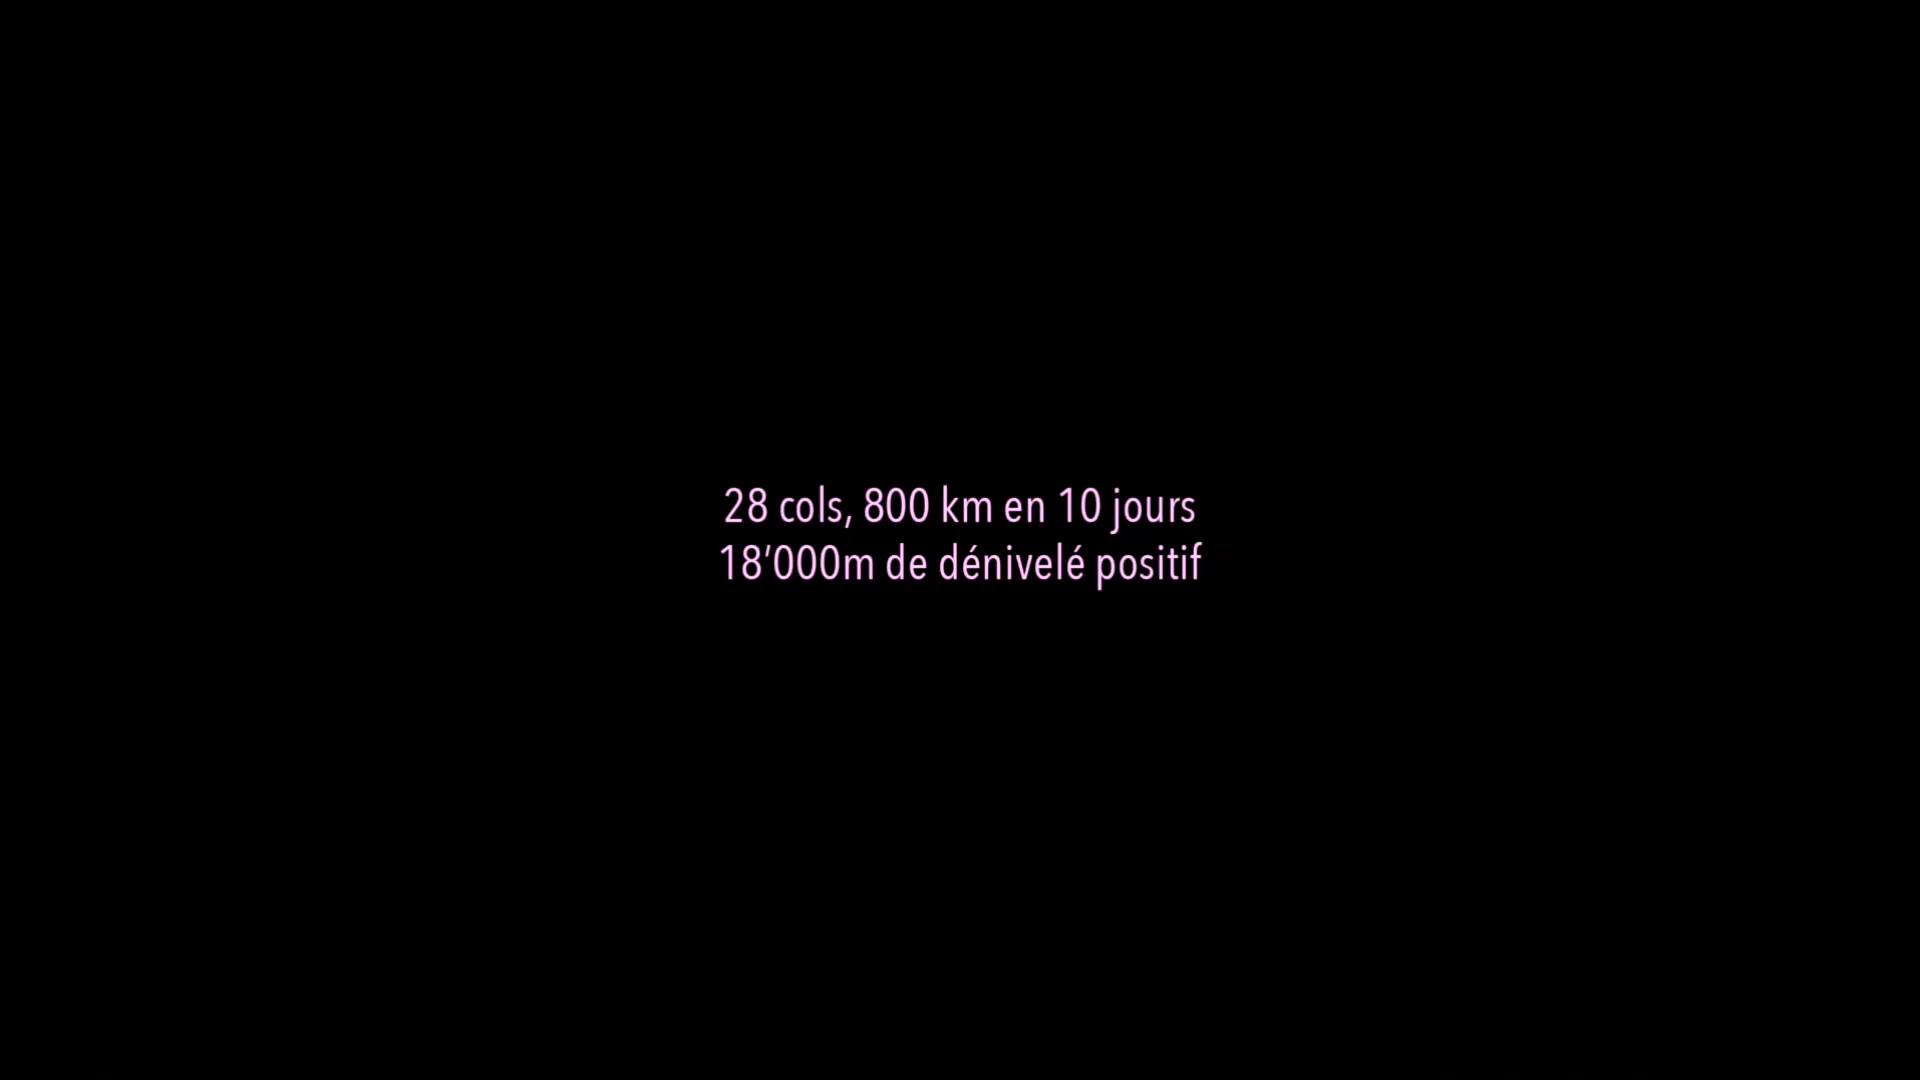 28 cols, 800 km en 10 jours
18’000m de dénivelé positif